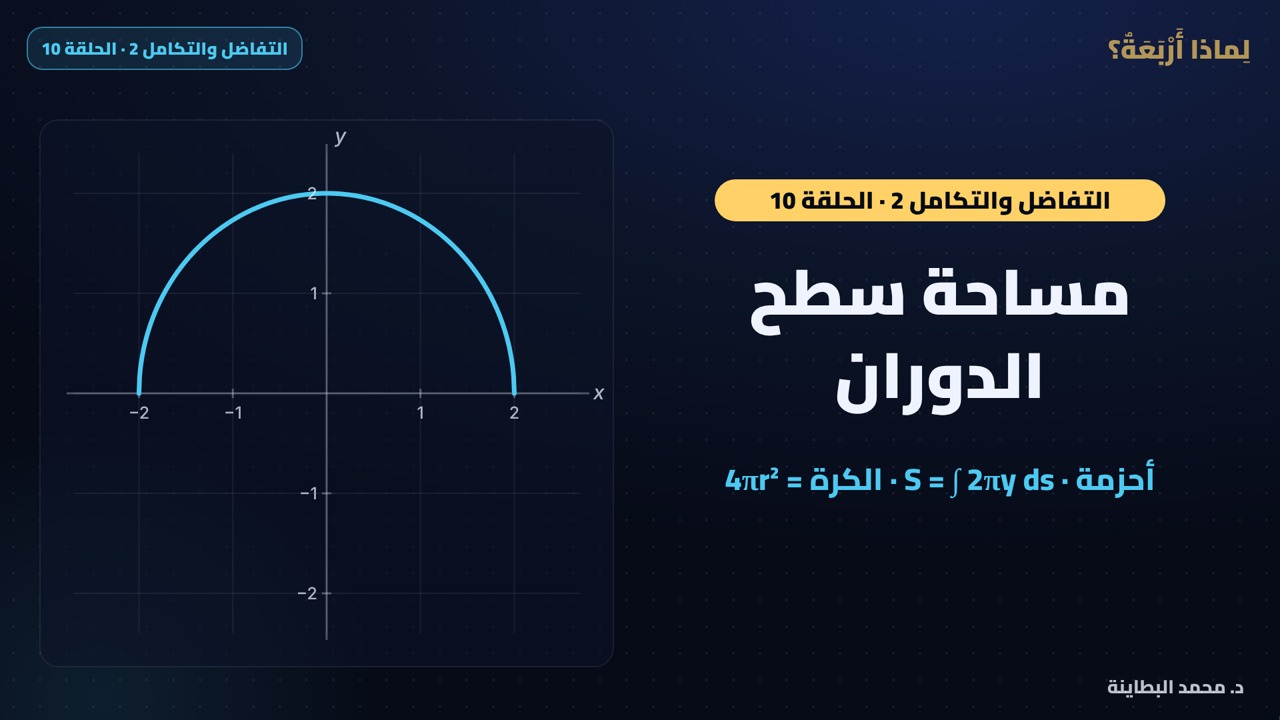 لِماذا أَرْبَعَةٌ؟
التفاضل والتكامل 2 · الحلقة 10
التفاضل والتكامل 2 · الحلقة 10
مساحة سطح
الدوران
أحزمة · S = ∫ 2πy ds · الكرة = 4πr²
y
2
1
−2 −1 1 2 x
−1
−2
د. محمد البطاينة